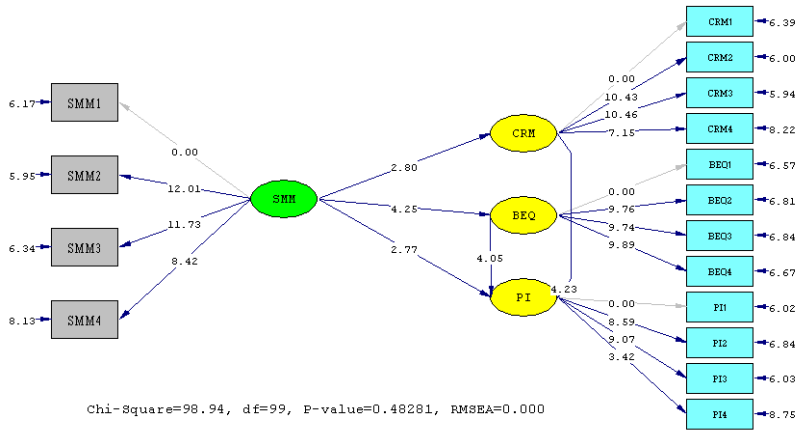 CRM1
6.39
CRM2
6.00
0.00
CRM3
5.94
10.43
6.17
SMM1
10.46
CRM
7.15
CRM4
8.22
0.00
2.80
BEQ1
6.57
5.95
SMM2
12.01
0.00
BEQ2
6.81
SMM
4.25
BEQ
9.76
11.73
9.74
BEQ3
6.84
6.34
SMM3
2.77
9.89
8.42
4.05
BEQ4
6.67
4.23
PI
0.00
PI1
6.02
8.13
SMM4
8.59
9.07
PI2
6.84
3.42
PI3
6.03
Chi-Square=98.94, df=99, P-value=0.48281, RMSEA=0.000
PI4
8.75